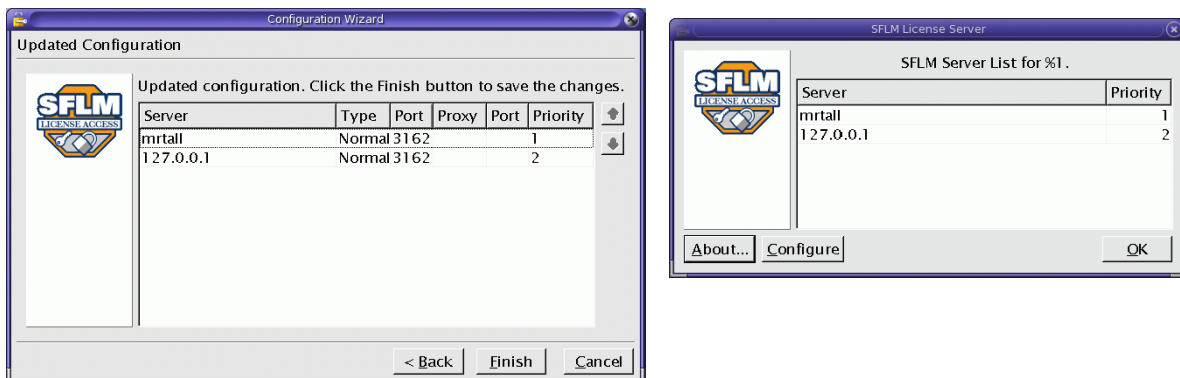 Configuration Wizard
Updated Configuration
SFLM
LICENSE ACCESS
Updated configuration. Click the Finish button to save the changes.
Server Type Port Proxy Port Priority
mrtall Normal 3162 1
127.0.0.1 Normal 3162 2
< Back Finish Cancel
SFLM License Server
SFLM
LICENSE ACCESS
SFLM Server List for %1.
Server Priority
mrtall 1
127.0.0.1 2
About... Configure OK